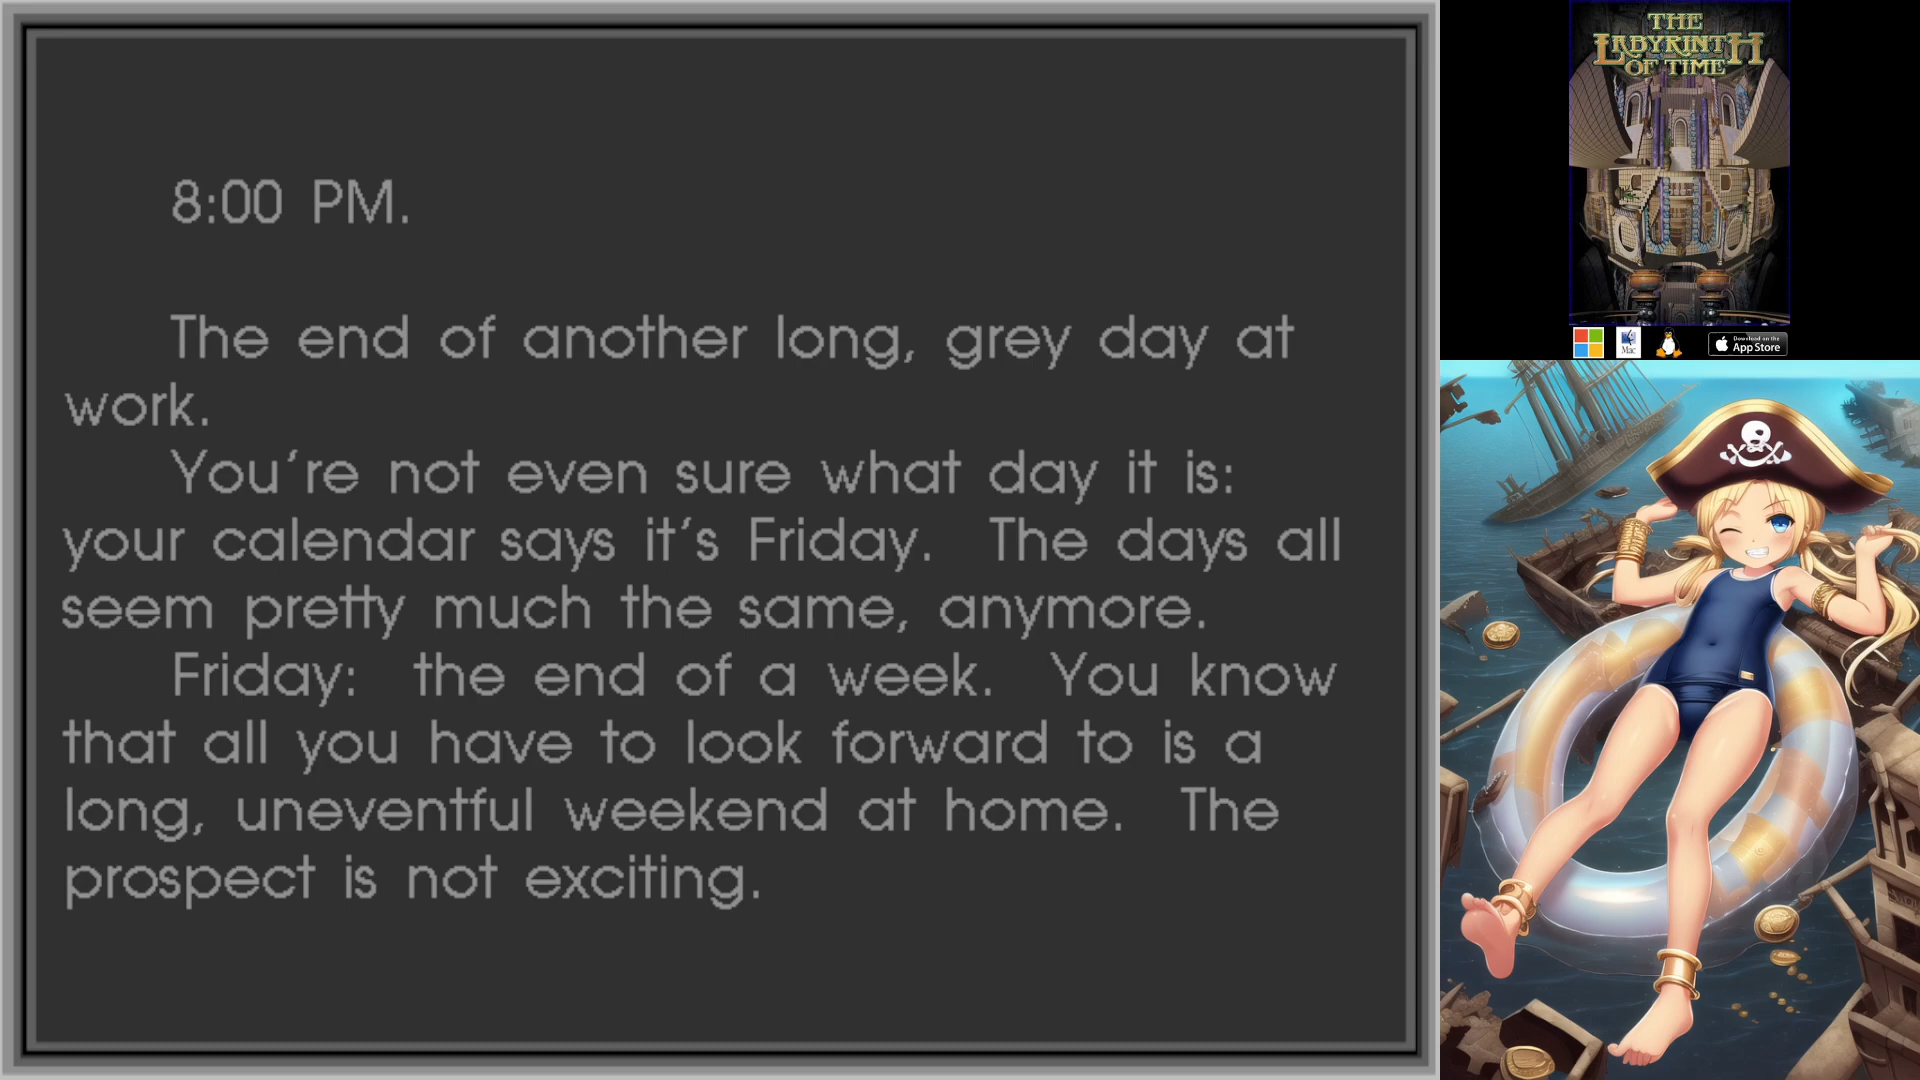 8:00 PM.
The end of another long, grey day at
work.
You're not even sure what day it is:
your calendar says it's Friday. The days all
seem pretty much the same, anymore.
Friday: the end of a week. You know
that all you have to look forward to is a
long, uneventful weekend at home. The
prospect is not exciting.
THE
LABYRINTH
OF TIME
Mac
Download on the
App Store